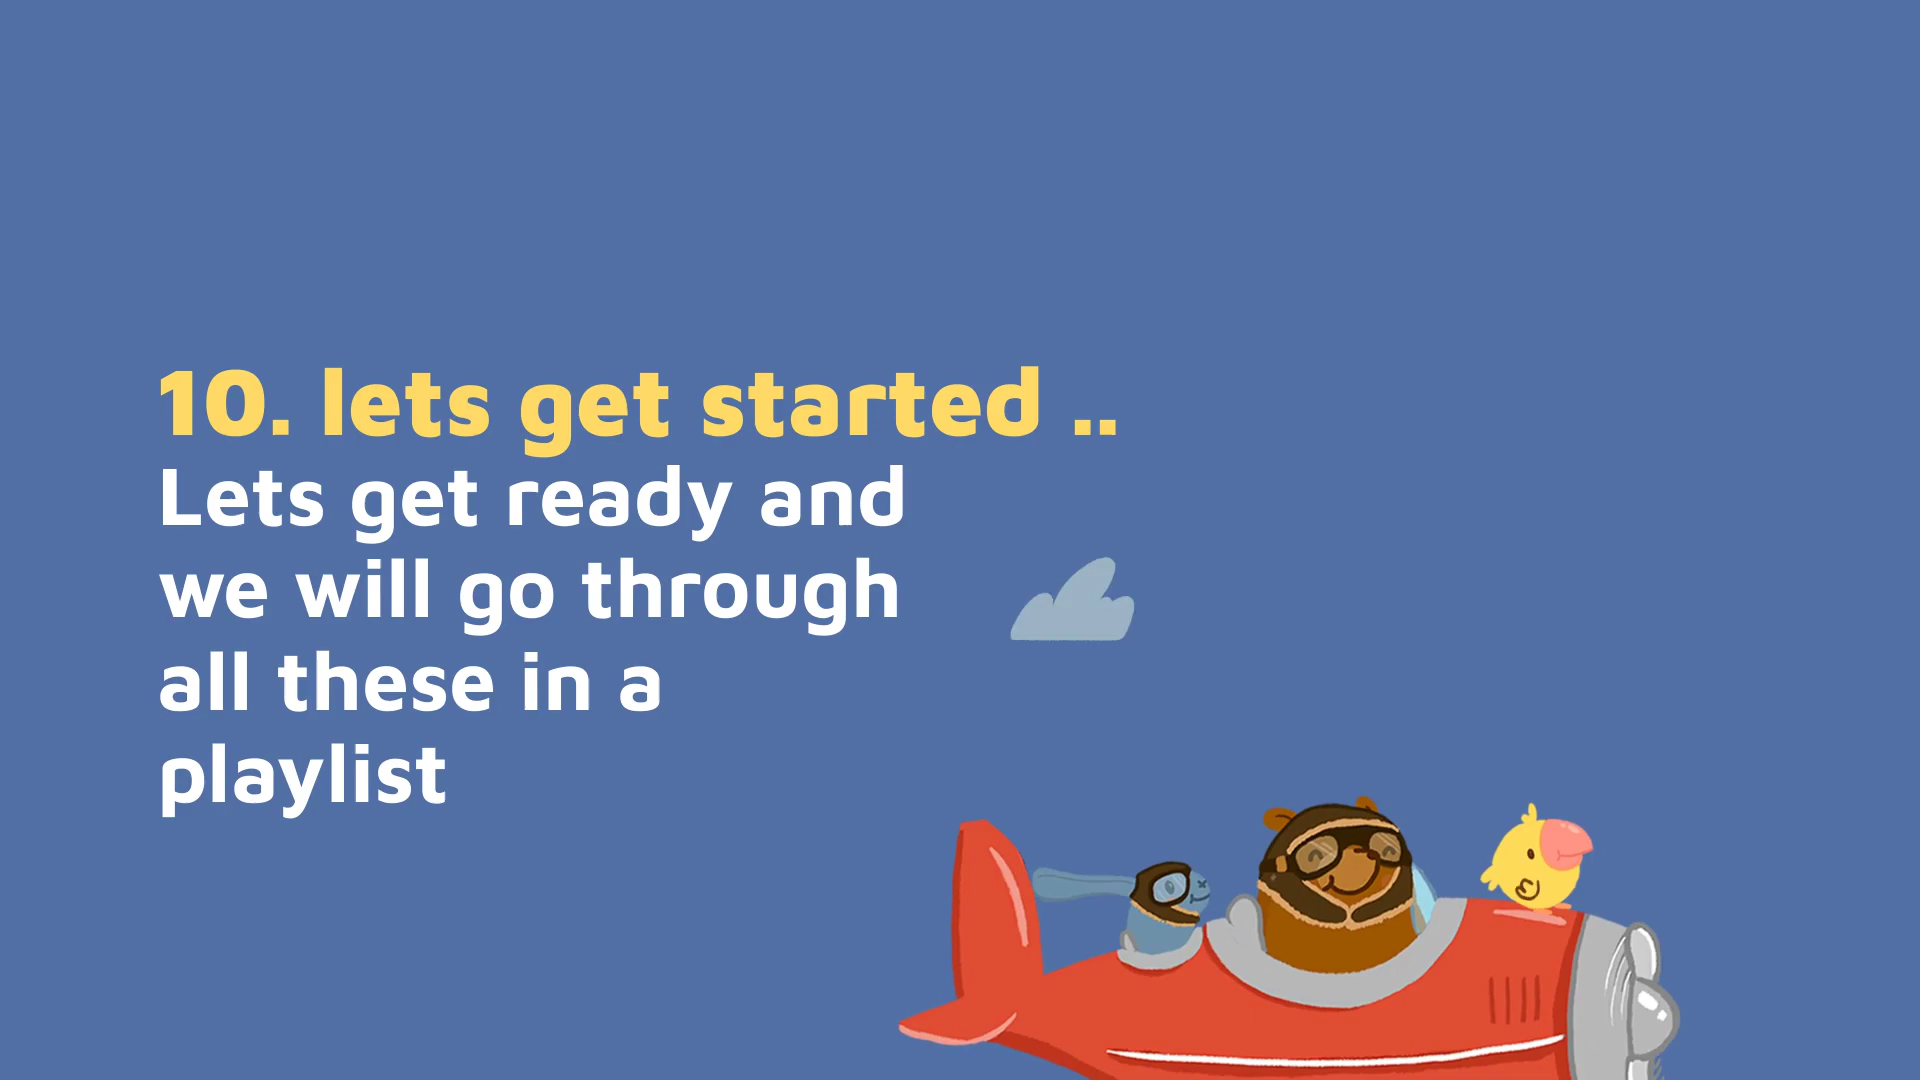 10. lets get started ..
Lets get ready and
we will go through
all these in a
playlist